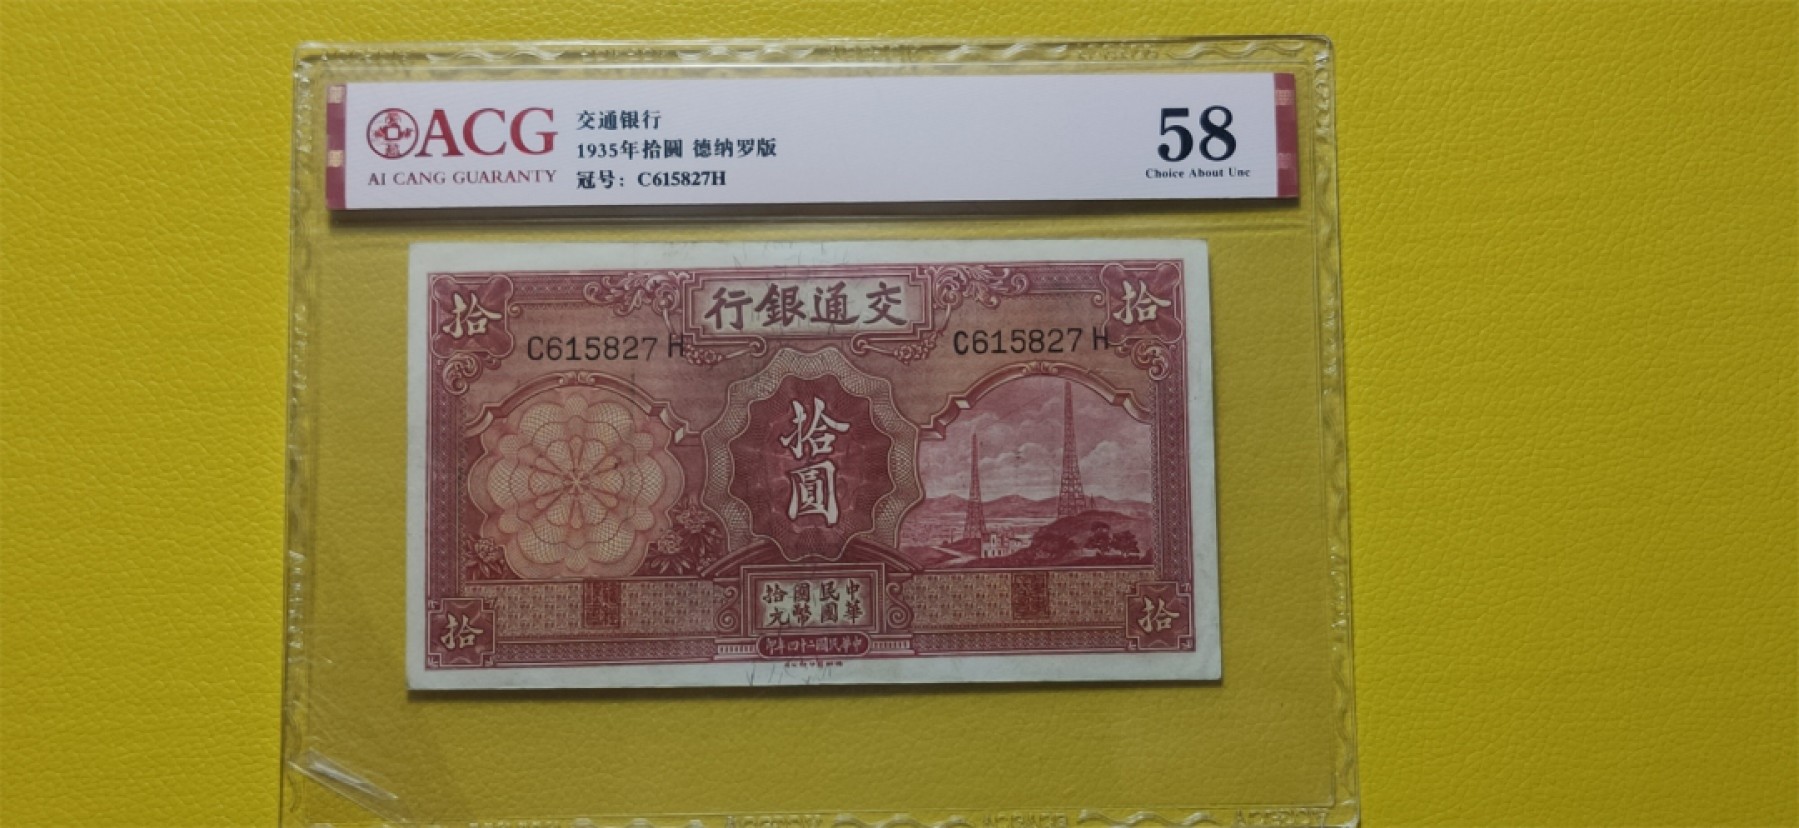 ACG
AI CANG GUARANTY
交通银行
1935年拾圆 德纳罗版
冠号：C615827H
58
Choice About Unc
行銀通交
拾
拾
C615827 H
C615827 H
拾圓
中華
民國
國幣
拾元
拾
拾
印年四十二國民華中